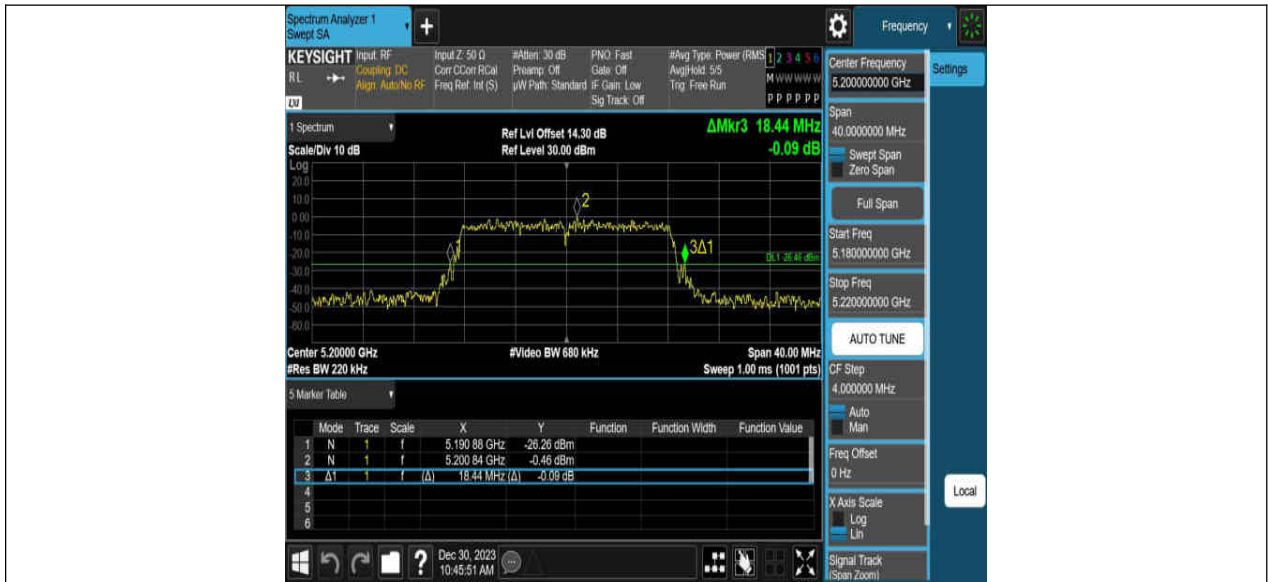 Spectrum Analyzer 1
Swept SA
+
Frequency
KEYSIGHT Input: RF Input Z: 50 Ω #Atten: 30 dB PNO: Fast #Avg Type: Power (RMS 1 2 3 4 5 6
RL Coupling: DC Corr CCorr RCal Preamp: Off Gate: Off Avg|Hold: 5/5 M W W W W W
Align: Auto/No RF Freq Ref: Int (S) µW Path: Standard IF Gain: Low Trig: Free Run
Sig Track: Off P P P P P P
LVI
1 Spectrum
Ref Lvl Offset 14.30 dB
ΔMkr3 18.44 MHz
Scale/Div 10 dB
Ref Level 30.00 dBm
-0.09 dB
Log
20.0
10.0
0.00
-10.0
-20.0
-30.0
-40.0
-50.0
-60.0
1
2
3Δ1
DL1 -26.46 dBm
Center 5.20000 GHz #Video BW 680 kHz Span 40.00 MHz
#Res BW 220 kHz Sweep 1.00 ms (1001 pts)
5 Marker Table
Mode Trace Scale X Y Function Function Width Function Value
1 N 1 f 5.190 88 GHz -26.26 dBm
2 N 1 f 5.200 84 GHz -0.46 dBm
3 Δ1 1 f (Δ) 18.44 MHz (Δ) -0.09 dB
4
5
6
?
Dec 30, 2023
10:45:51 AM
Center Frequency
5.200000000 GHz
Settings
Span
40.0000000 MHz
Swept Span
Zero Span
Full Span
Start Freq
5.180000000 GHz
Stop Freq
5.220000000 GHz
AUTO TUNE
CF Step
4.000000 MHz
Auto
Man
Freq Offset
0 Hz
X Axis Scale
Log
Lin
Signal Track
(Span Zoom)
Local